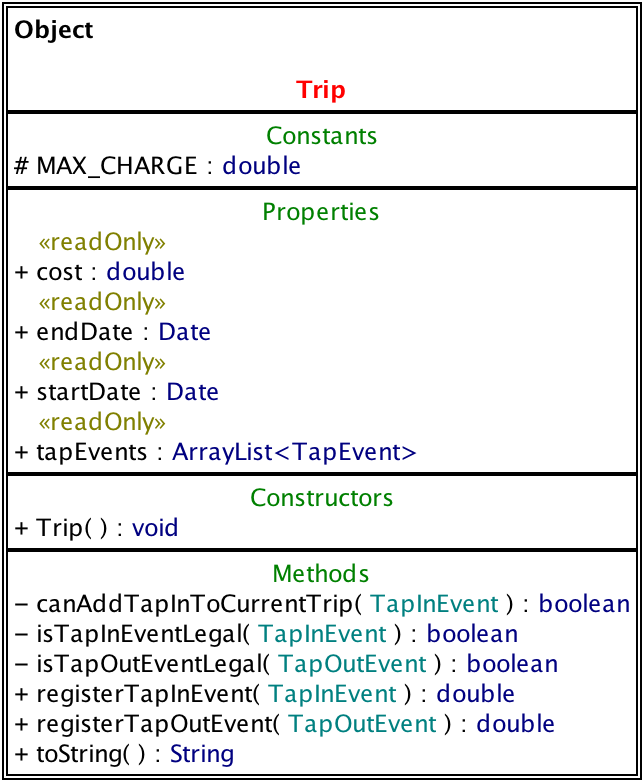 Object
Trip
Constants
# MAX_CHARGE : double
Properties
«readOnly»
+ cost : double
«readOnly»
+ endDate : Date
«readOnly»
+ startDate : Date
«readOnly»
+ tapEvents : ArrayList<TapEvent>
Constructors
+ Trip( ) : void
Methods
– canAddTapInToCurrentTrip( TapInEvent ) : boolean
– isTapInEventLegal( TapInEvent ) : boolean
– isTapOutEventLegal( TapOutEvent ) : boolean
+ registerTapInEvent( TapInEvent ) : double
+ registerTapOutEvent( TapOutEvent ) : double
+ toString( ) : String